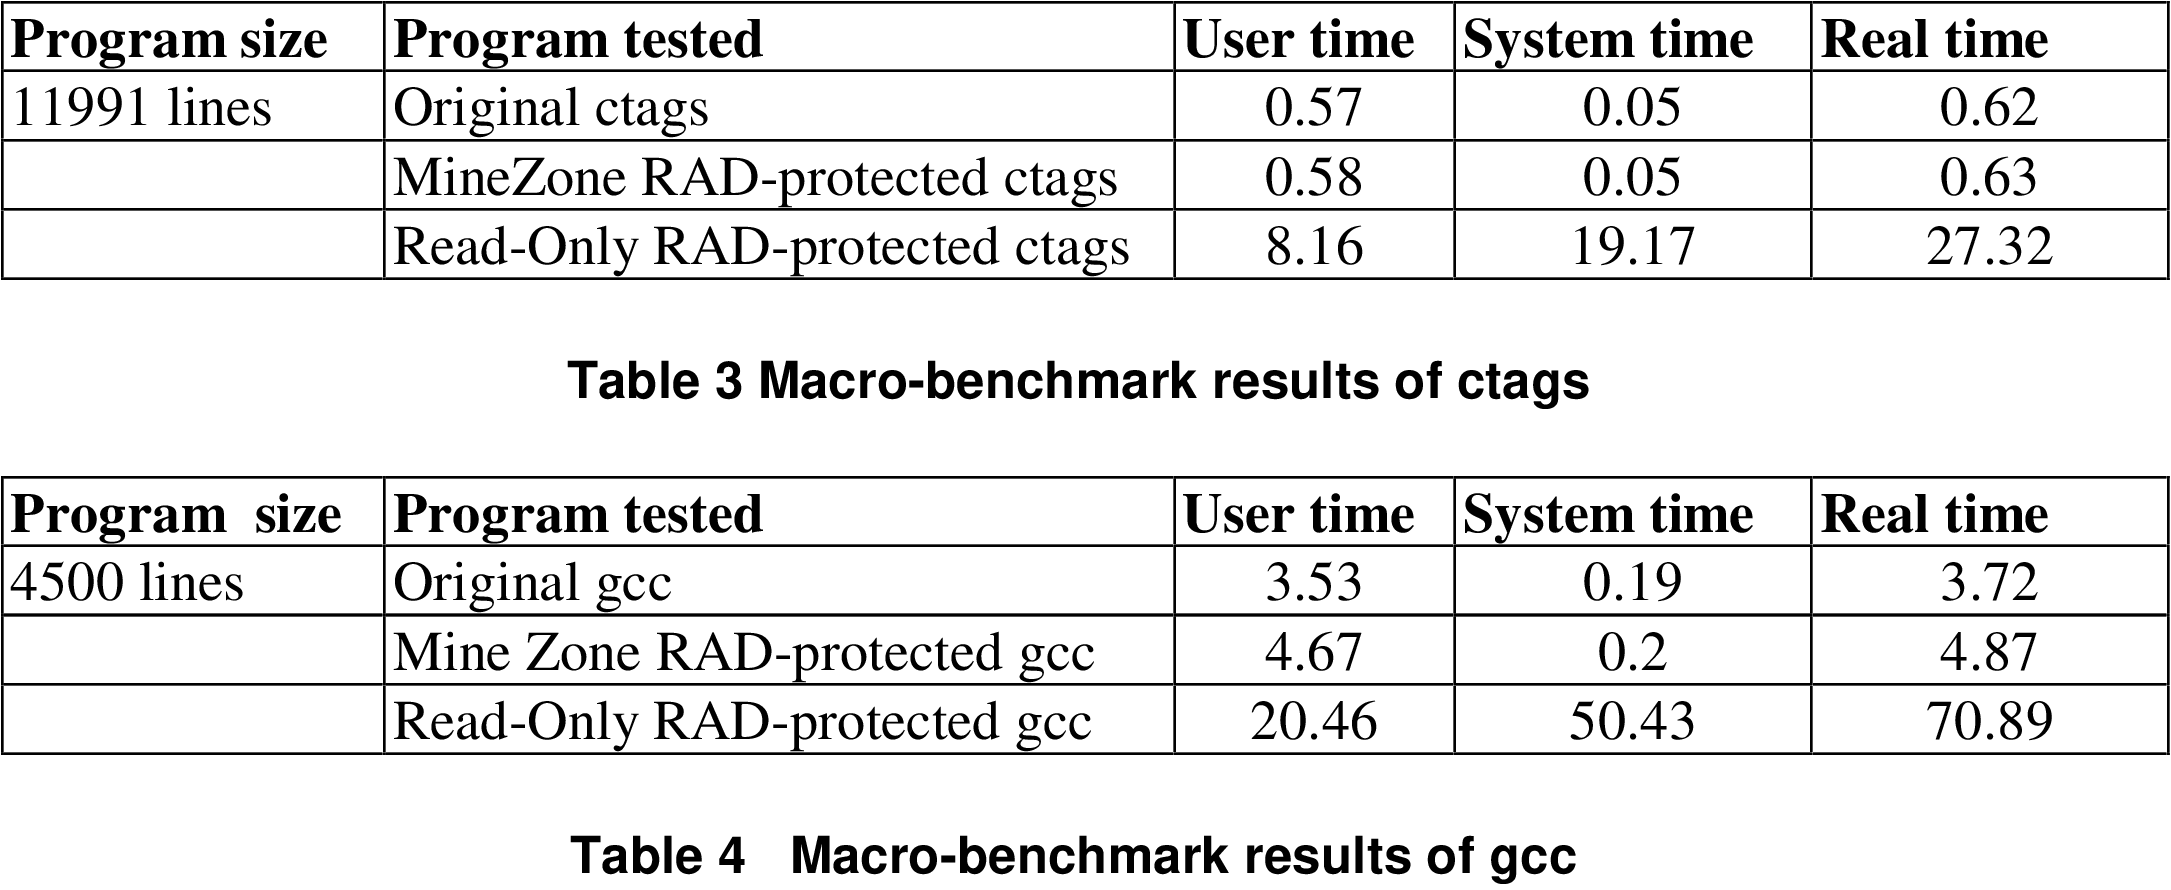 Program size Program tested User time System time Real time
11991 lines Original ctags 0.57 0.05 0.62
MineZone RAD-protected ctags 0.58 0.05 0.63
Read-Only RAD-protected ctags 8.16 19.17 27.32
Table 3 Macro-benchmark results of ctags
Program size Program tested User time System time Real time
4500 lines Original gcc 3.53 0.19 3.72
Mine Zone RAD-protected gcc 4.67 0.2 4.87
Read-Only RAD-protected gcc 20.46 50.43 70.89
Table 4 Macro-benchmark results of gcc